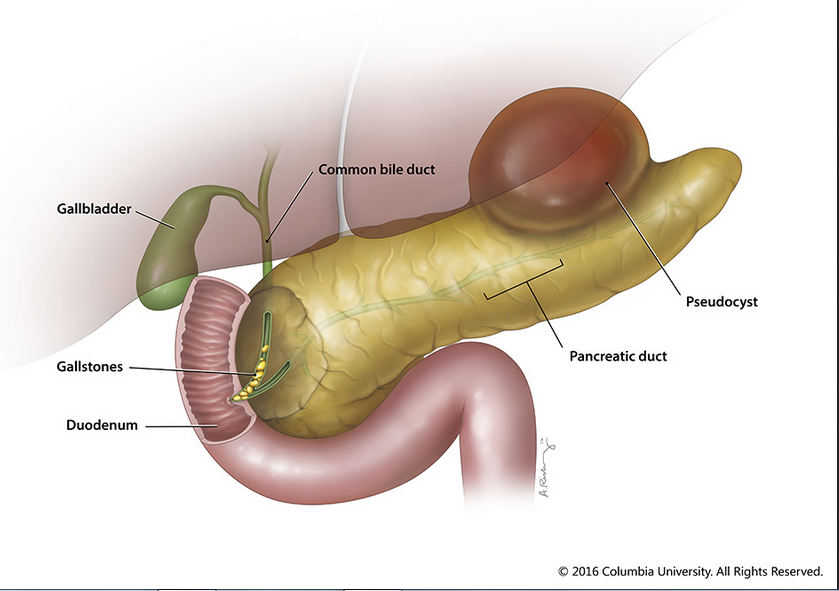 Common bile duct
Gallbladder
Pseudocyst
Pancreatic duct
Gallstones
Duodenum
© 2016 Columbia University. All Rights Reserved.